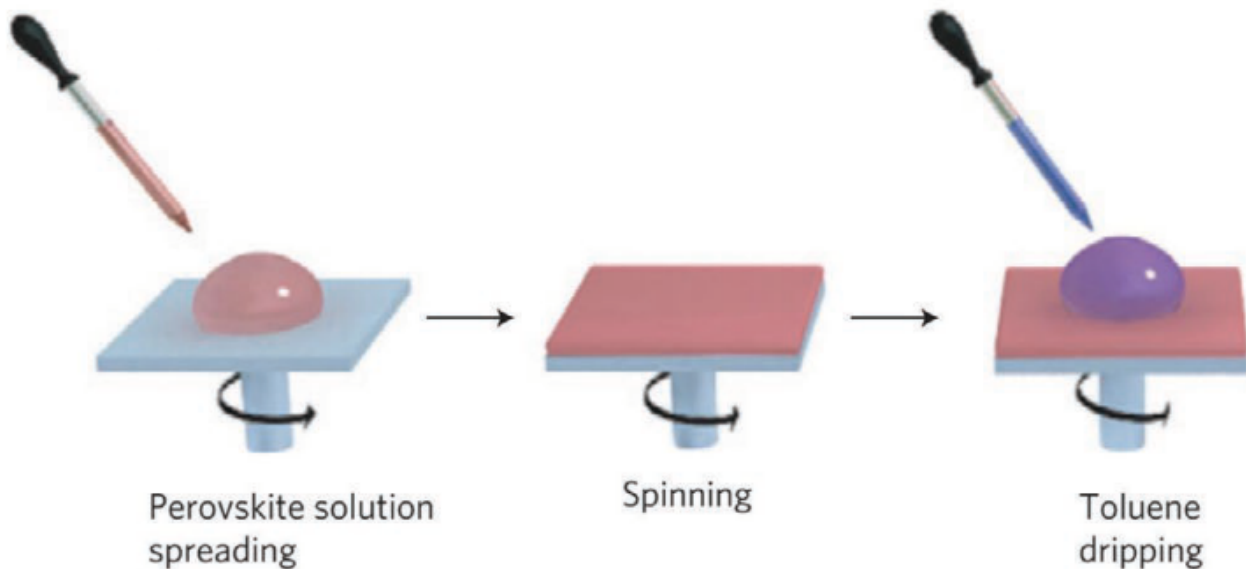 Perovskite solution
spreading
Spinning
Toluene
dripping